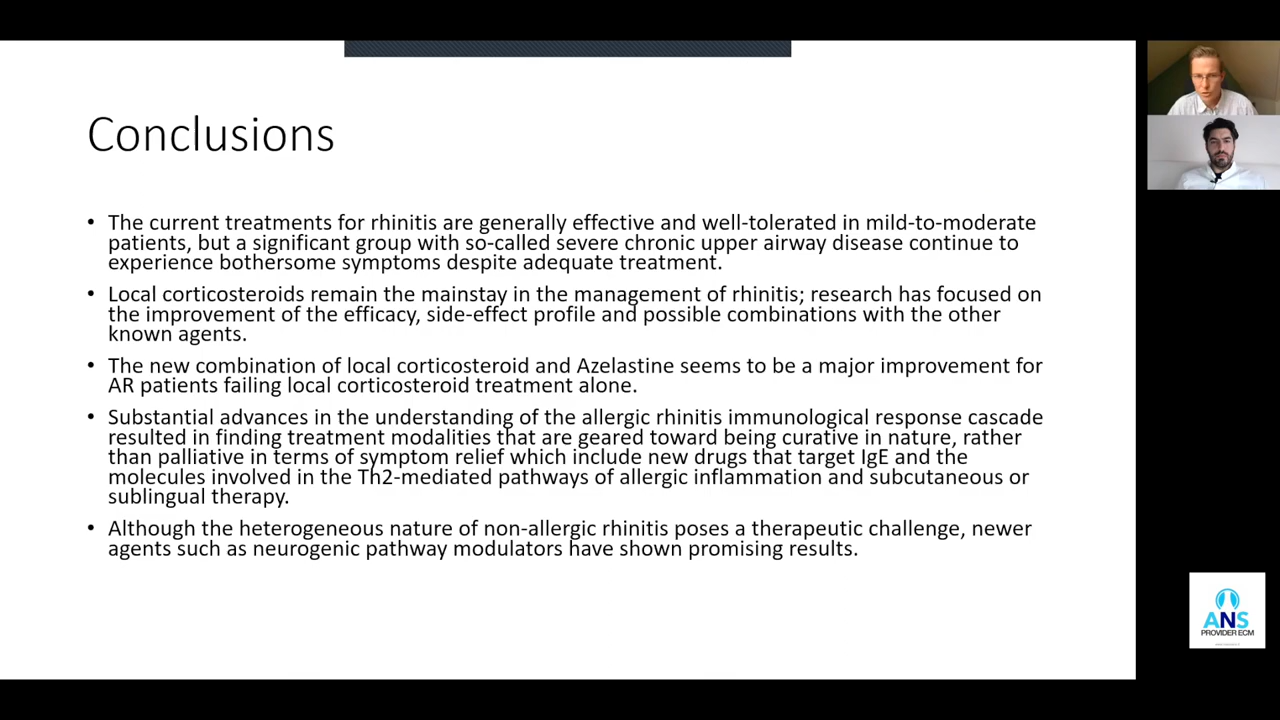 Conclusions
• The current treatments for rhinitis are generally effective and well-tolerated in mild-to-moderate
patients, but a significant group with so-called severe chronic upper airway disease continue to
experience bothersome symptoms despite adequate treatment.
• Local corticosteroids remain the mainstay in the management of rhinitis; research has focused on
the improvement of the efficacy, side-effect profile and possible combinations with the other
known agents.
• The new combination of local corticosteroid and Azelastine seems to be a major improvement for
AR patients failing local corticosteroid treatment alone.
• Substantial advances in the understanding of the allergic rhinitis immunological response cascade
resulted in finding treatment modalities that are geared toward being curative in nature, rather
than palliative in terms of symptom relief which include new drugs that target IgE and the
molecules involved in the Th2-mediated pathways of allergic inflammation and subcutaneous or
sublingual therapy.
• Although the heterogeneous nature of non-allergic rhinitis poses a therapeutic challenge, newer
agents such as neurogenic pathway modulators have shown promising results.
ANS
PROVIDER ECM